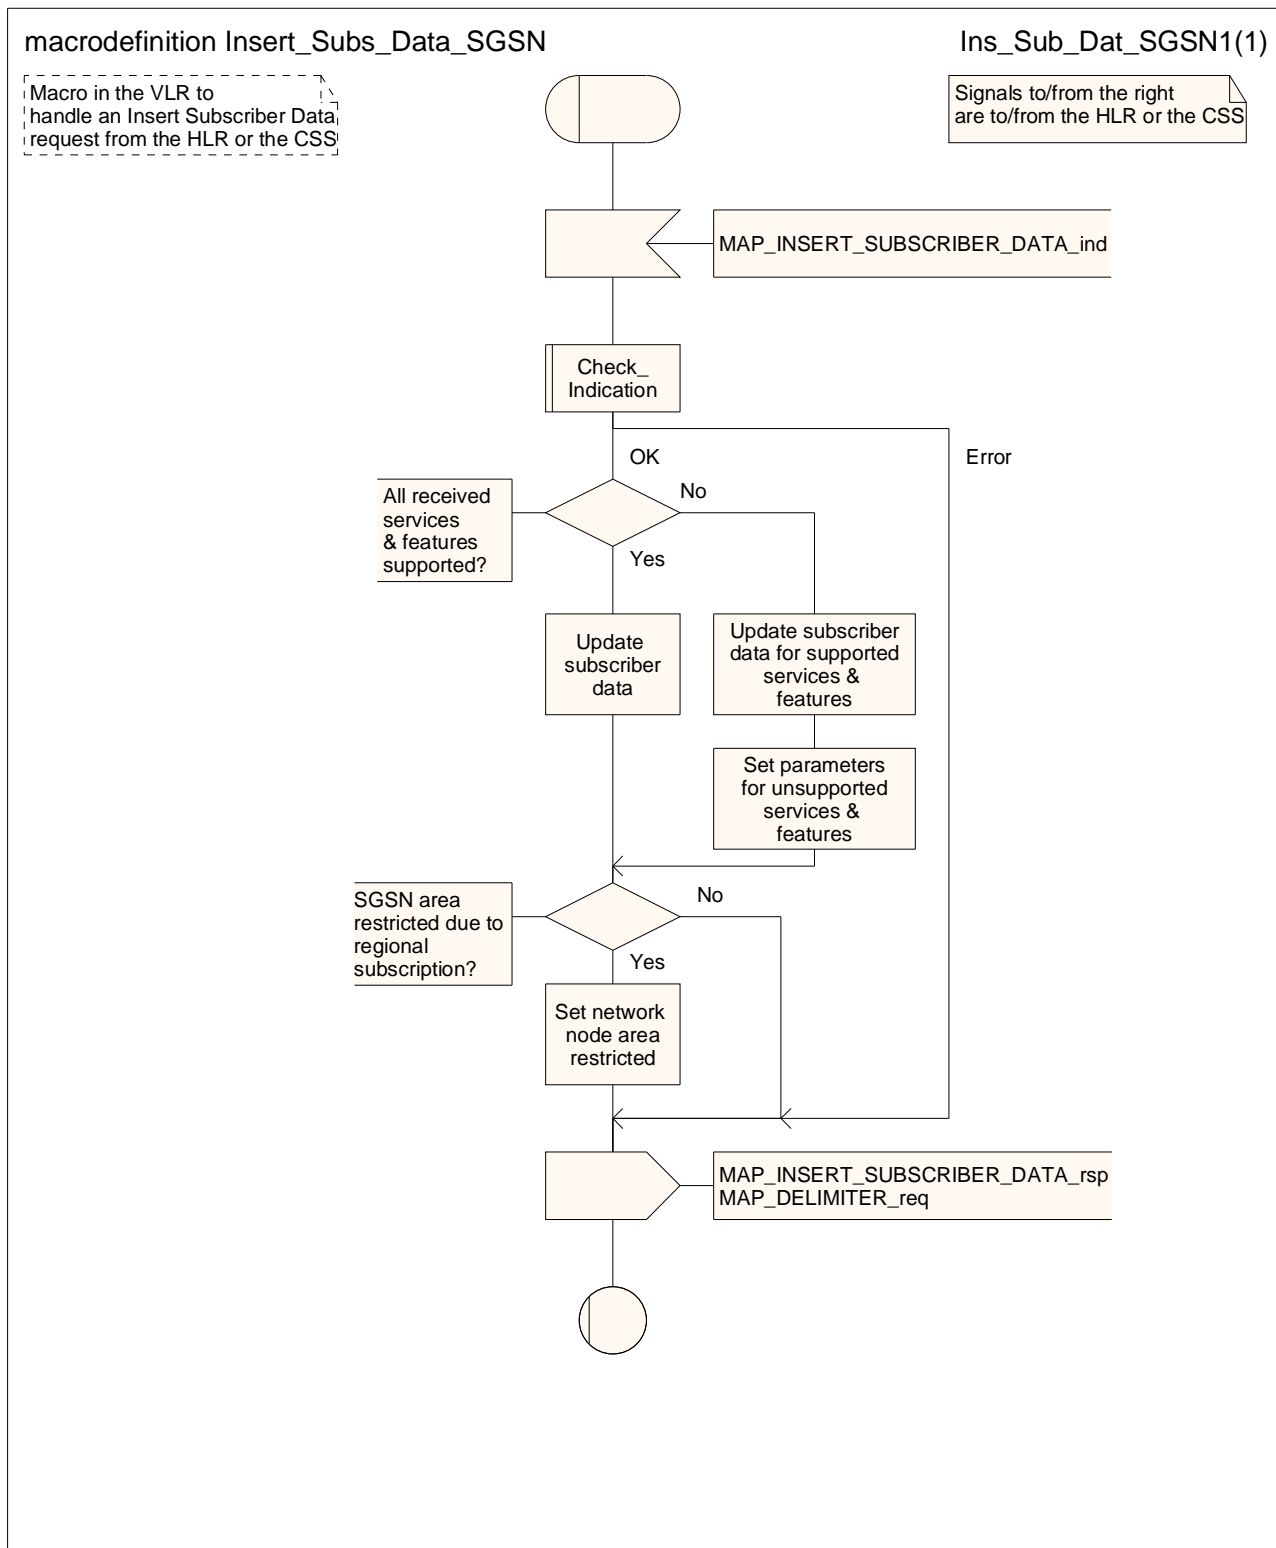 macrodefinition Insert_Subs_Data_SGSN
Ins_Sub_Dat_SGSN1(1)
Macro in the VLR to
handle an Insert Subscriber Data
request from the HLR or the CSS
Signals to/from the right
are to/from the HLR or the CSS
MAP_INSERT_SUBSCRIBER_DATA_ind
Check_
Indication
OK
Error
All received
services
& features
supported?
No
Yes
Update
subscriber
data
Update subscriber
data for supported
services &
features
Set parameters
for unsupported
services &
features
SGSN area
restricted due to
regional
subscription?
No
Yes
Set network
node area
restricted
MAP_INSERT_SUBSCRIBER_DATA_rsp
MAP_DELIMITER_req